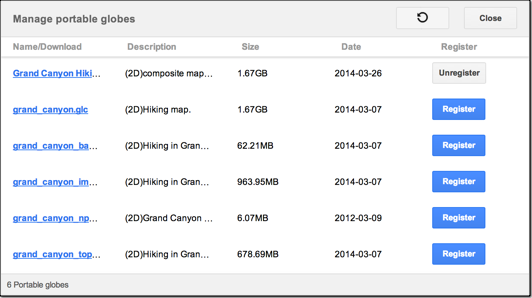 Manage portable globes Close
Name/Download Description Size Date Register
Grand Canyon Hiki... (2D)composite map... 1.67GB 2014-03-26 Unregister
grand_canyon.glc (2D)Hiking map. 1.67GB 2014-03-07 Register
grand_canyon_ba... (2D)Hiking in Gran... 62.21MB 2014-03-07 Register
grand_canyon_im... (2D)Hiking in Gran... 963.95MB 2014-03-07 Register
grand_canyon_np... (2D)Grand Canyon ... 6.07MB 2012-03-09 Register
grand_canyon_top... (2D)Hiking in Gran... 678.69MB 2014-03-07 Register
6 Portable globes